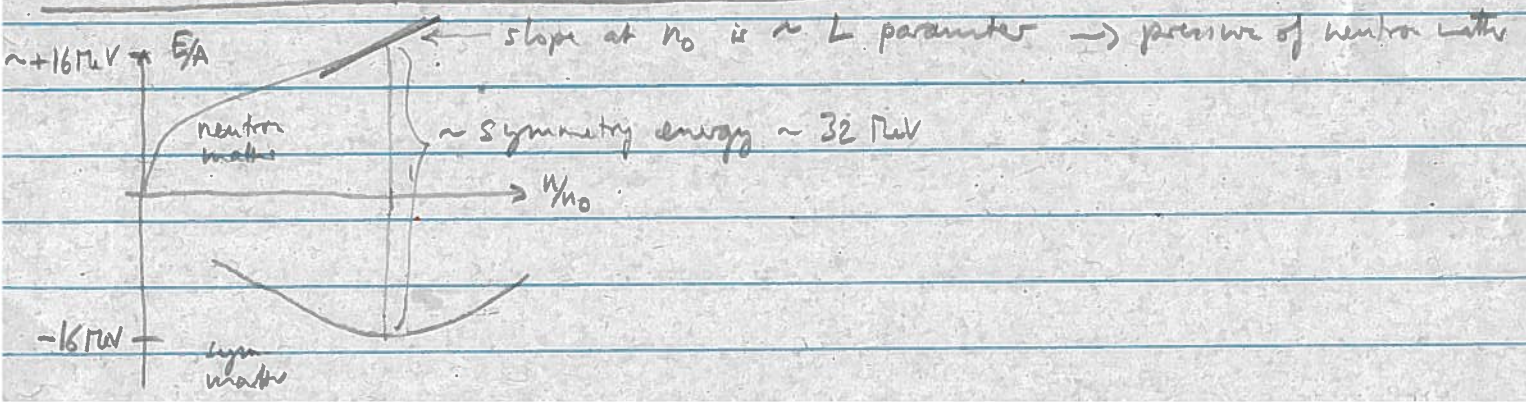 ~+16 MeV E/A ← slope at n₀ is ~ L parameter → pressure of neutron matter
neutron
matter
~ symmetry energy ~ 32 MeV
n/n₀
-16 MeV
sym
matter